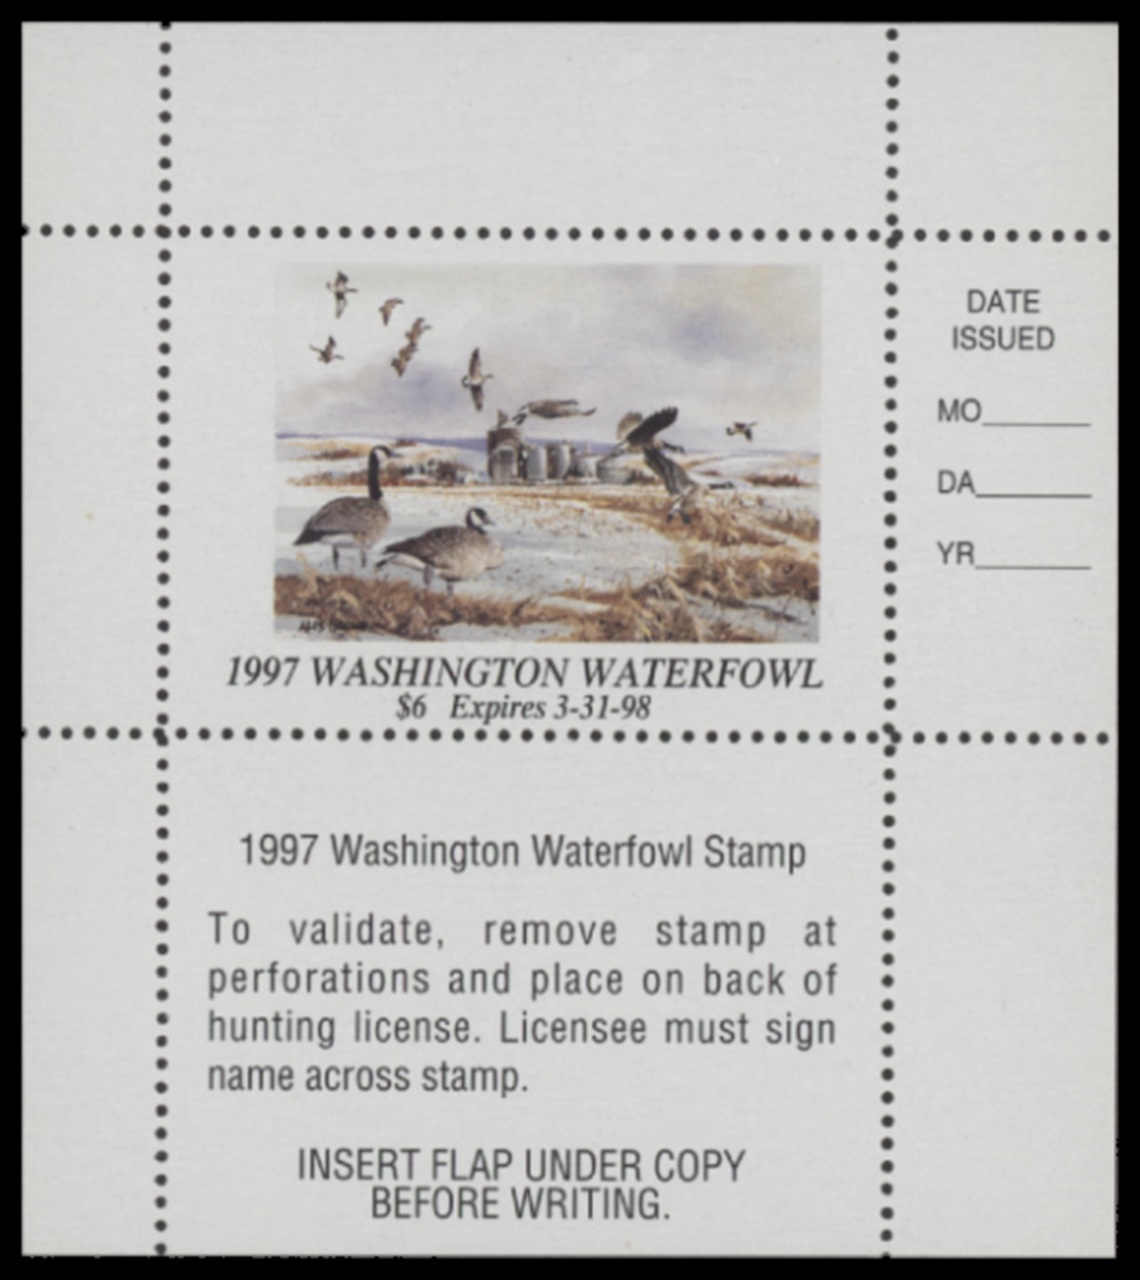 DATE
ISSUED
MO
DA
YR
1997 WASHINGTON WATERFOWL
$6 Expires 3-31-98
1997 Washington Waterfowl Stamp
To validate, remove stamp at
perforations and place on back of
hunting license. Licensee must sign
name across stamp.
INSERT FLAP UNDER COPY
BEFORE WRITING.